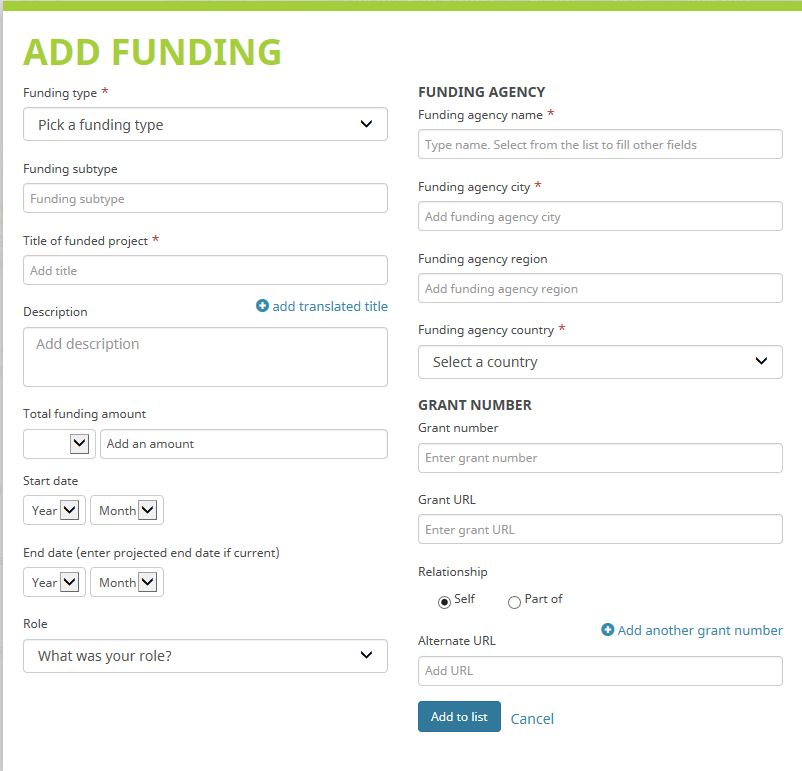 ADD FUNDING
Funding type *
Pick a funding type
Funding subtype
Funding subtype
Title of funded project *
Add title
add translated title
Description
Add description
Total funding amount
Add an amount
Start date
Year Month
End date (enter projected end date if current)
Year Month
Role
What was your role?
FUNDING AGENCY
Funding agency name *
Type name. Select from the list to fill other fields
Funding agency city *
Add funding agency city
Funding agency region
Add funding agency region
Funding agency country *
Select a country
GRANT NUMBER
Grant number
Enter grant number
Grant URL
Enter grant URL
Relationship
Self Part of
Add another grant number
Alternate URL
Add URL
Add to list Cancel